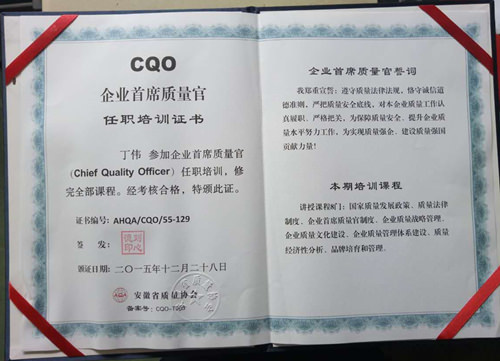 CQO
企业首席质量官
任职培训证书
丁伟 参加企业首席质量官
(Chief Quality Officer) 任职培训，修
完全部课程。经考核合格，特颁此证。
证书编号：AHQA/CQO/55-129
签 发：
颁证日期：二〇一五年十二月二十八日
AQA 安徽省质量协会
备案号：CQO-
企业首席质量官誓词
我郑重宣誓：遵守质量法律法规，恪守诚信道
德准则，严把质量安全底线，对本企业质量工作认
真履职、严格把关，为保障质量安全、提升企业质
量水平努力工作，为实现质量强企、建设质量强国
贡献力量！
本期培训课程
讲授课程8门：国家质量发展政策、质量法律
制度、企业首席质量官制度、企业质量战略管理、
企业质量文化建设、企业质量管理体系建设、质量
经济性分析、品牌培育和管理。